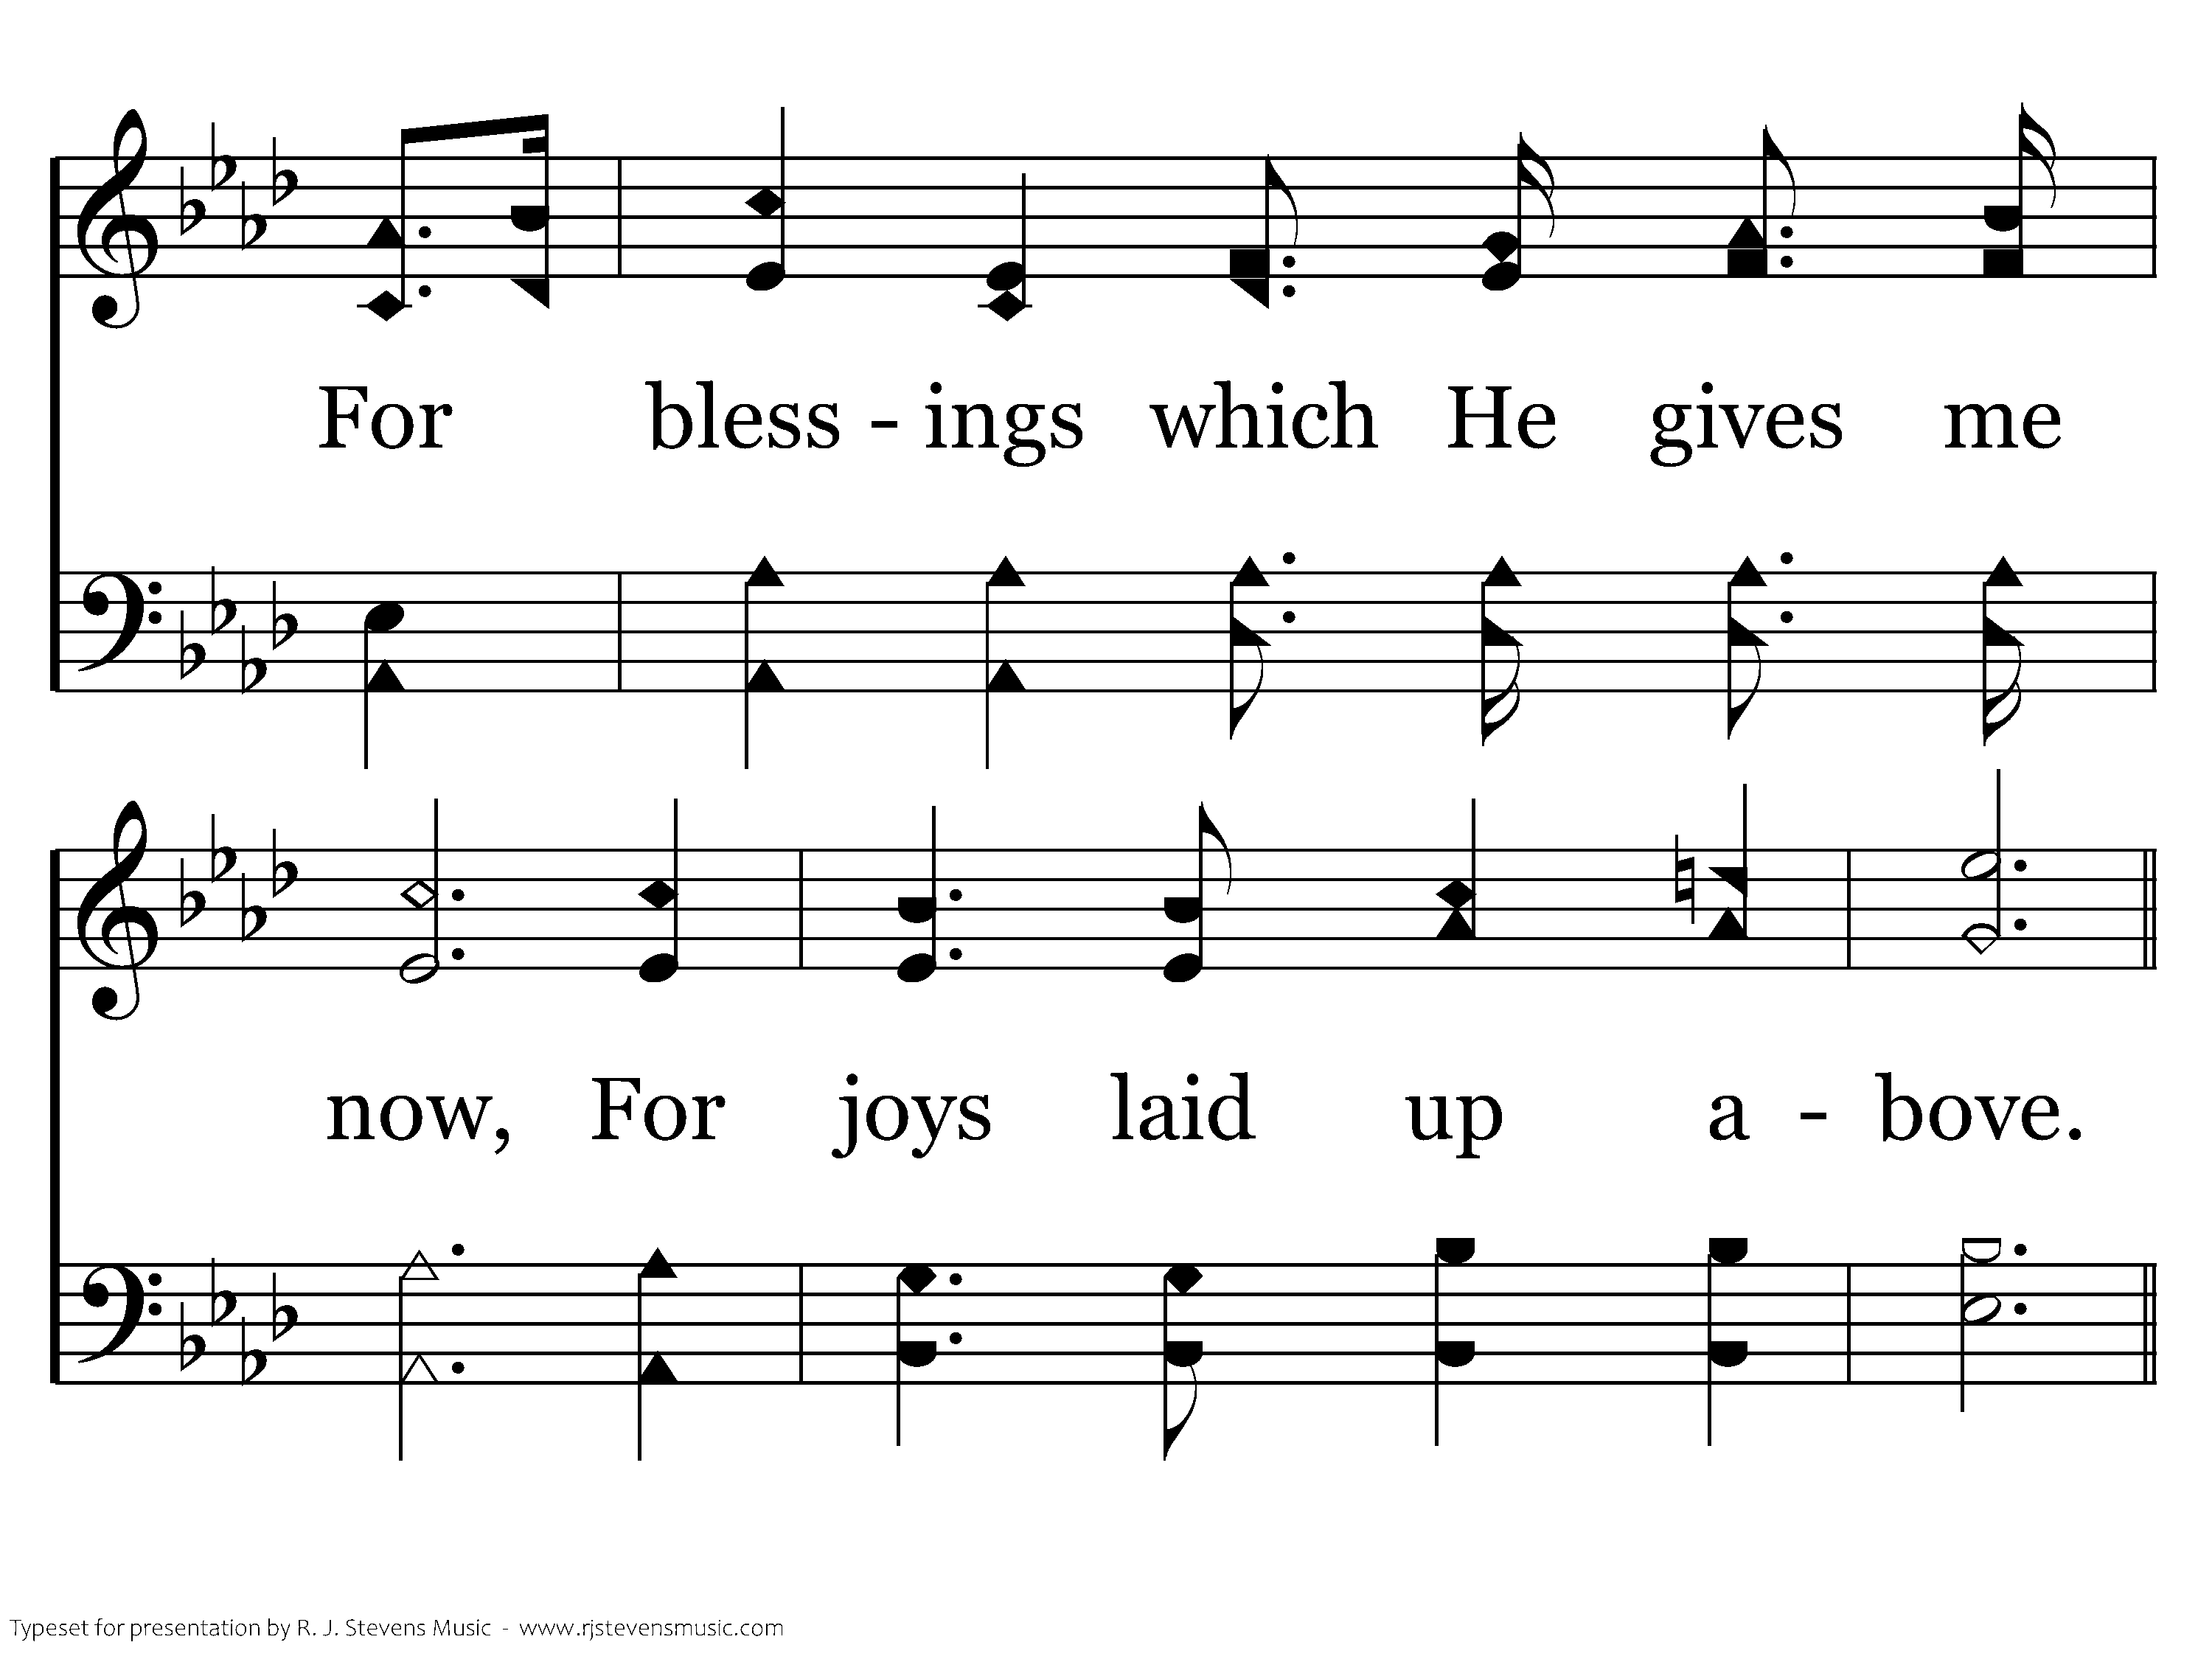 For bless - ings which He gives me
now, For joys laid up a - bove.
Typeset for presentation by R. J. Stevens Music - www.rjstevensmusic.com